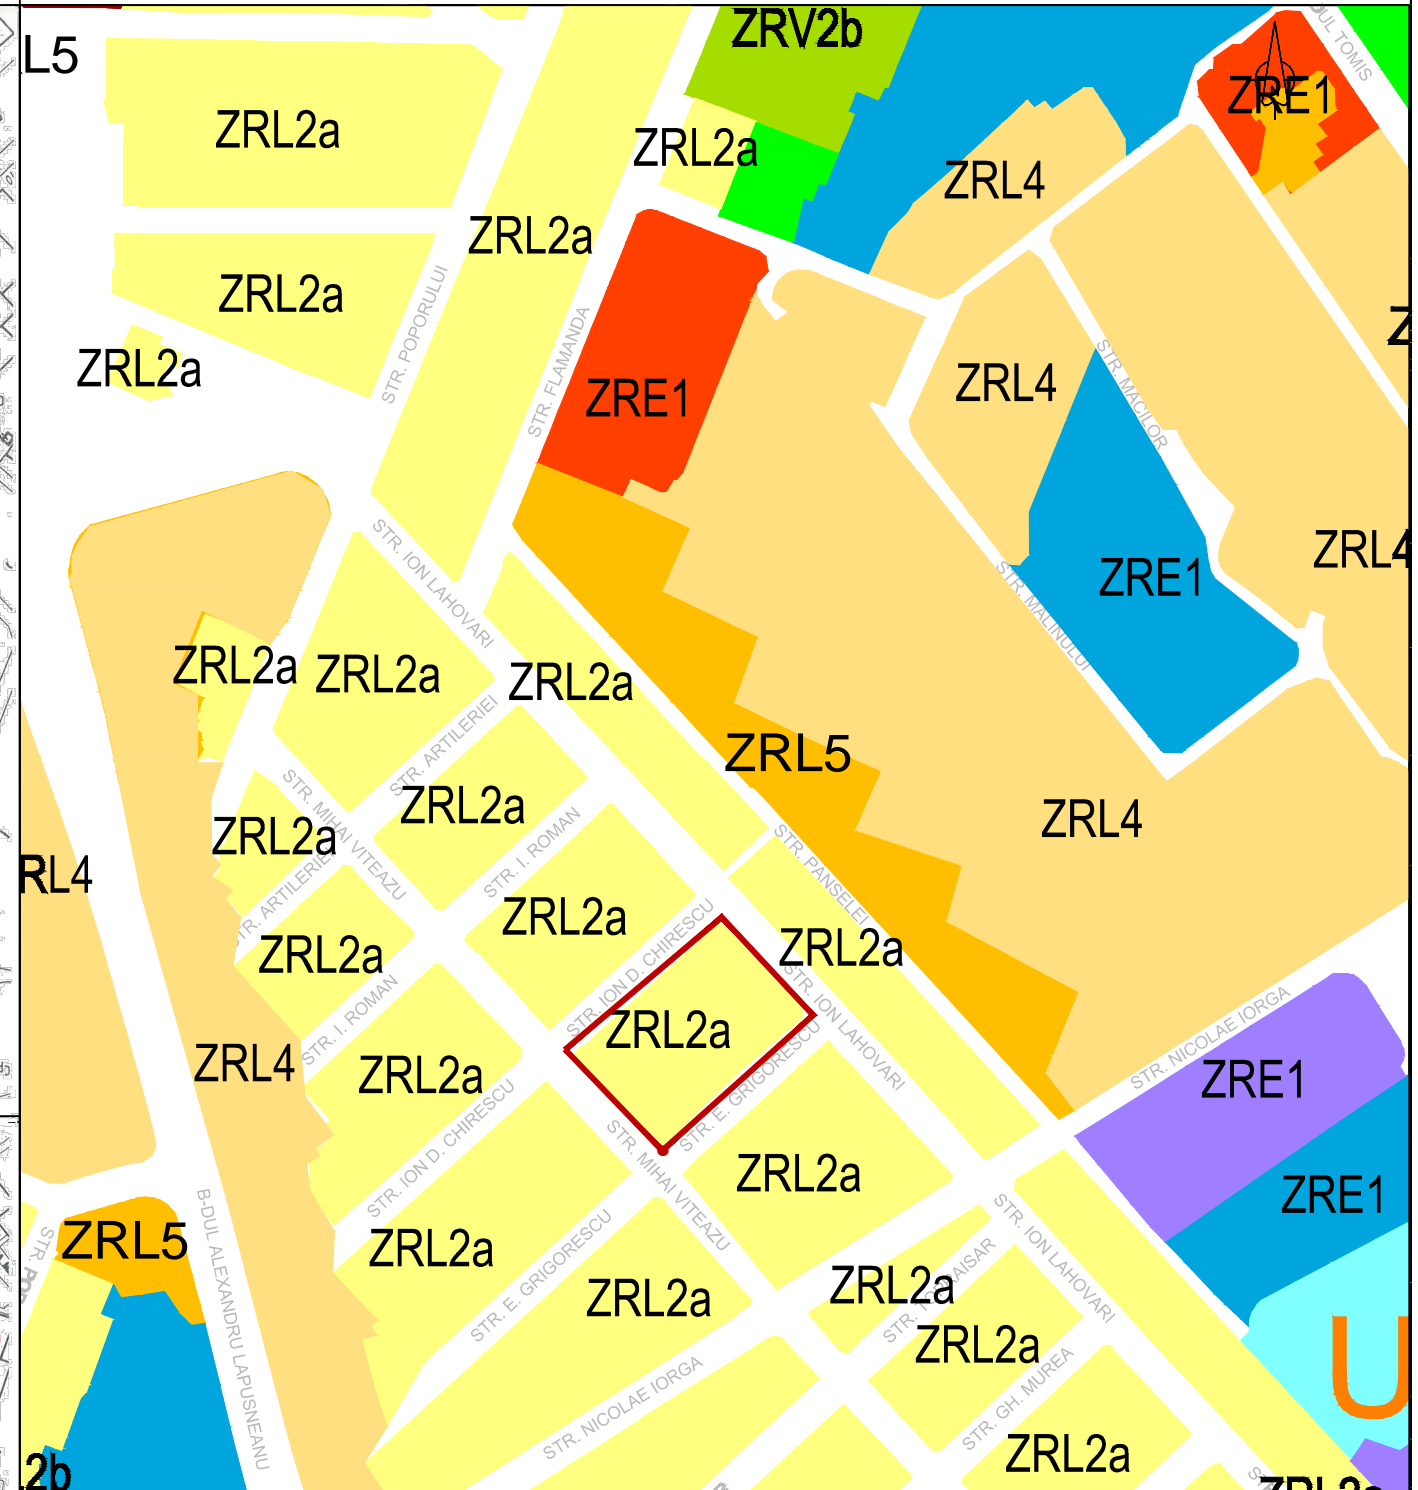 ZRV2b
L5
ZRE1
ZRL2a
ZRL2a
ZRL4
ZRL2a
ZRL2a
ZRL2a
STR. POPORULUI
STR. FLAMANDA
ZRE1
ZRL4
STR. MACILOR
ZRL4
ZRE1
STR. MALINULUI
STR. ION LAHOVARI
ZRL2a
ZRL2a
ZRL2a
STR. ARTILERIEI
ZRL5
STR. MIHAI VITEAZU
ZRL2a
ZRL2a
ZRL4
STR. I. ROMAN
STR. PANSELELOR
RL4
STR. ARTILERIEI
ZRL2a
ZRL2a
STR. ION D. CHIRESCU
ZRL2a
STR. I. ROMAN
ZRL2a
STR. ION LAHOVARI
STR. NICOLAE IORGA
ZRL4
ZRL2a
STR. E. GRIGORESCU
ZRE1
STR. ION D. CHIRESCU
STR. MIHAI VITEAZU
ZRL2a
ZRE1
B-DUL ALEXANDRU LAPUSNEANU
ZRL5
ZRL2a
STR. E. GRIGORESCU
STR. ION LAHOVARI
ZRL2a
ZRL2a
ZRL2a
U
STR. NICOLAE IORGA
STR. GH. MUREA
ZRL2a
2b